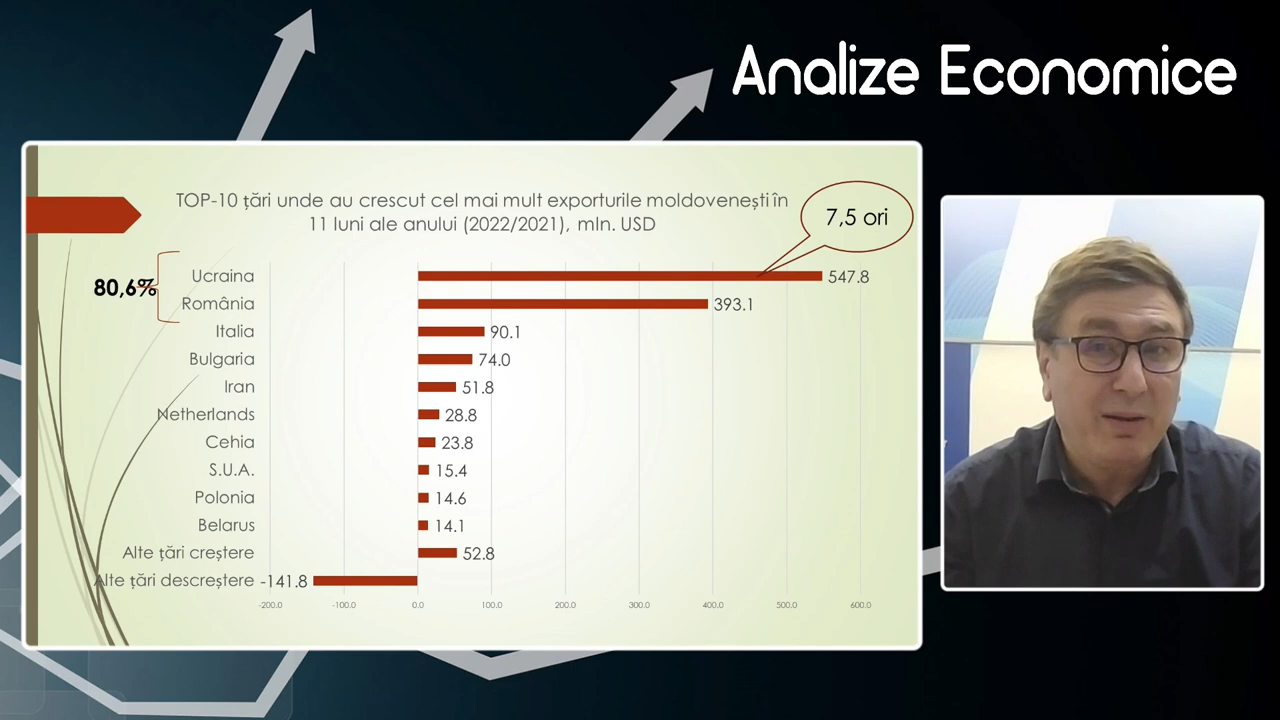 Analize Economice
TOP-10 țări unde au crescut cel mai mult exporturile moldovenești în
11 luni ale anului (2022/2021), mln. USD
7,5 ori
80,6%
Ucraina 547.8
România 393.1
Italia 90.1
Bulgaria 74.0
Iran 51.8
Netherlands 28.8
Cehia 23.8
S.U.A. 15.4
Polonia 14.6
Belarus 14.1
Alte țări creștere 52.8
Alte țări descreștere -141.8
-200.0 -100.0 0.0 100.0 200.0 300.0 400.0 500.0 600.0